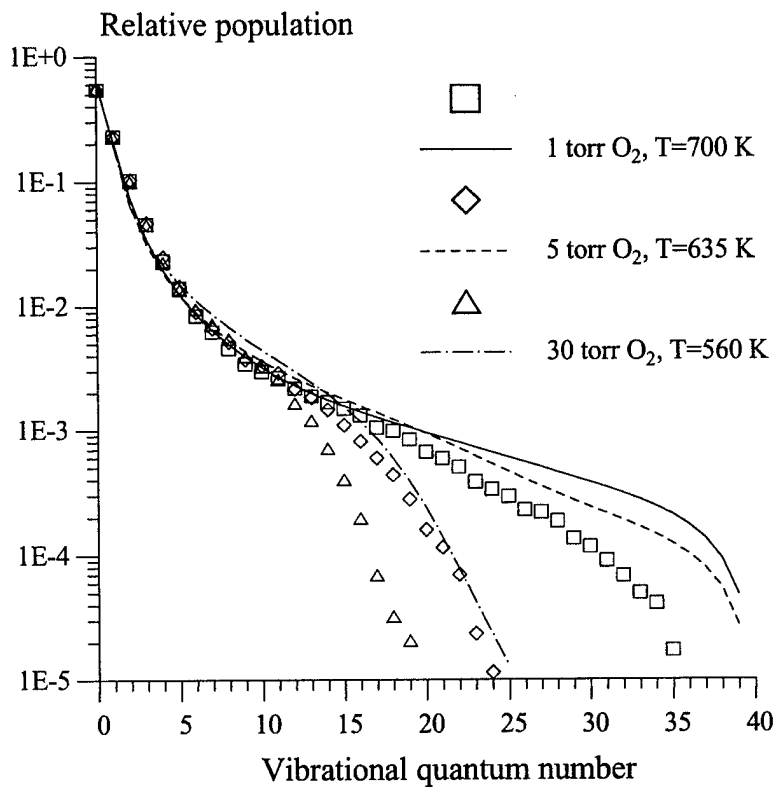 Relative population
1E+0
1E-1
1E-2
1E-3
1E-4
1E-5
1 torr O₂, T=700 K
5 torr O₂, T=635 K
30 torr O₂, T=560 K
0 5 10 15 20 25 30 35 40
Vibrational quantum number